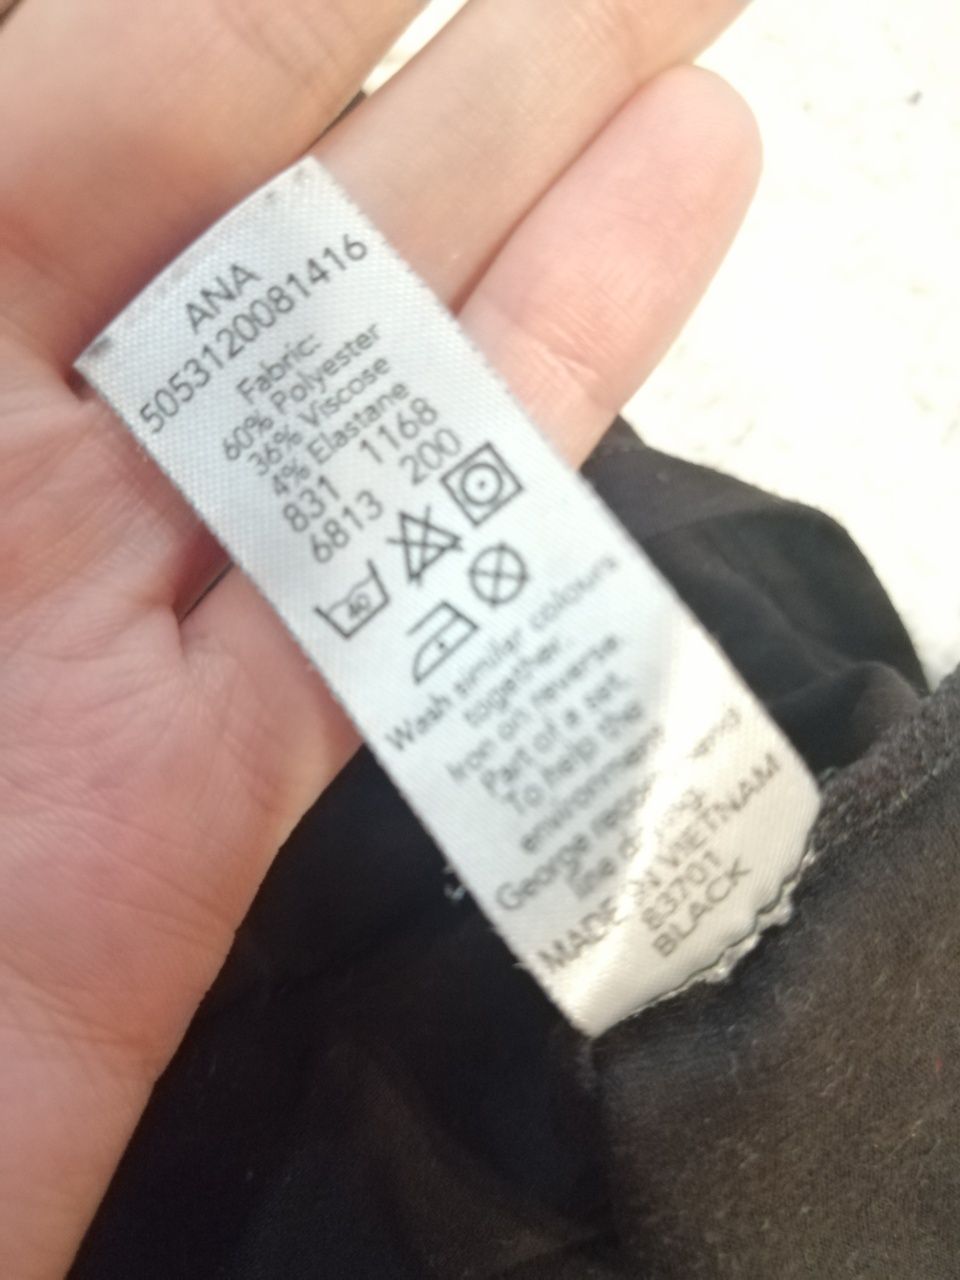 ANA
5053120081416
Fabric:
60% Polyester
36% Viscose
4% Elastane
831 1168
6813 200
40
Wash similar colours
together.
Iron on reverse.
Part of a set.
To help the
environment
George
line
MADE IN VIETNAM
83701
BLACK